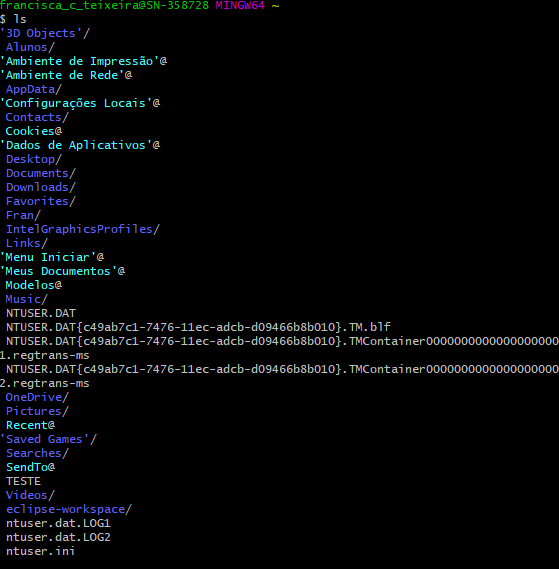 francisca_c_teixeira@SN-358728 MINGW64 ~
$ ls
'3D Objects'/
Alunos/
'Ambiente de Impressão'@
'Ambiente de Rede'@
AppData/
'Configurações Locais'@
Contacts/
Cookies@
'Dados de Aplicativos'@
Desktop/
Documents/
Downloads/
Favorites/
Fran/
IntelGraphicsProfiles/
Links/
'Menu Iniciar'@
'Meus Documentos'@
Modelos@
Music/
NTUSER.DAT
NTUSER.DAT{c49ab7c1-7476-11ec-adcb-d09466b8b010}.TM.blf
NTUSER.DAT{c49ab7c1-7476-11ec-adcb-d09466b8b010}.TMContainer0000000000000000000
1.regtrans-ms
NTUSER.DAT{c49ab7c1-7476-11ec-adcb-d09466b8b010}.TMContainer0000000000000000000
2.regtrans-ms
OneDrive/
Pictures/
Recent@
'Saved Games'/
Searches/
SendTo@
TESTE
Videos/
eclipse-workspace/
ntuser.dat.LOG1
ntuser.dat.LOG2
ntuser.ini